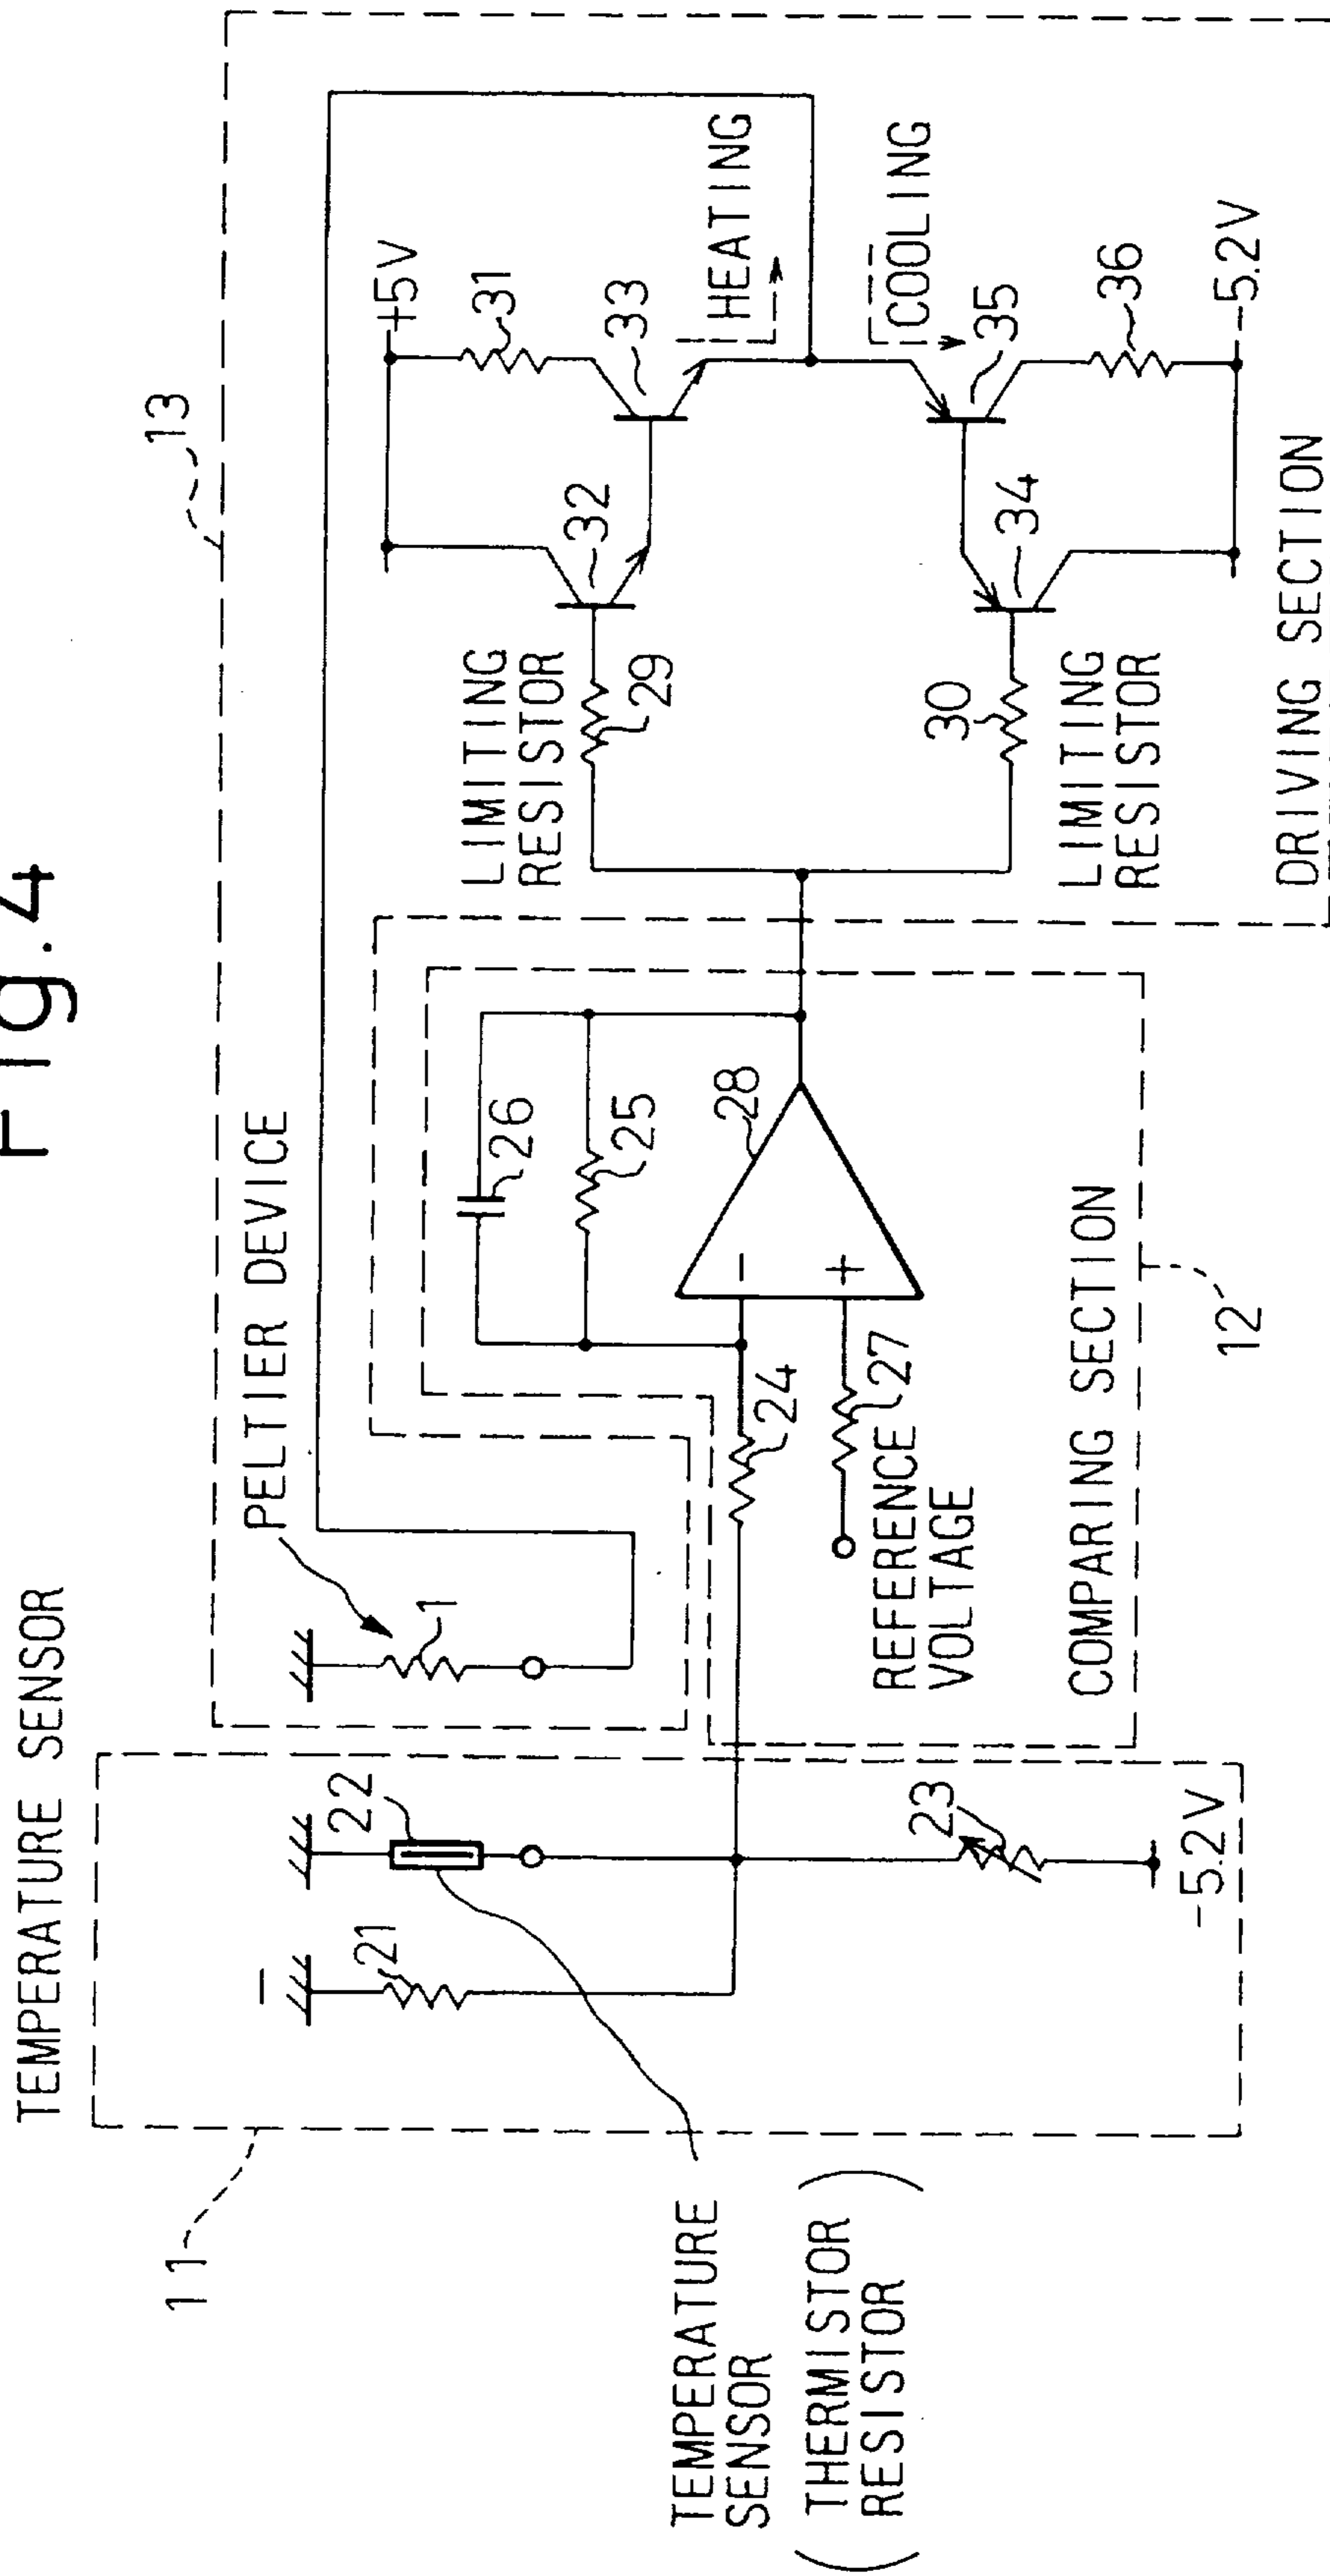 Fig.4
TEMPERATURE SENSOR
11
TEMPERATURE
SENSOR
(THERMISTOR
RESISTOR)
21
22
23
-5.2V
PELTIER DEVICE
1
13
24
25
26
27
28
REFERENCE
VOLTAGE
COMPARING SECTION
12
LIMITING
RESISTOR
29
30
LIMITING
RESISTOR
+5V
31
32
33
HEATING
COOLING
34
35
36
-5.2V
DRIVING SECTION